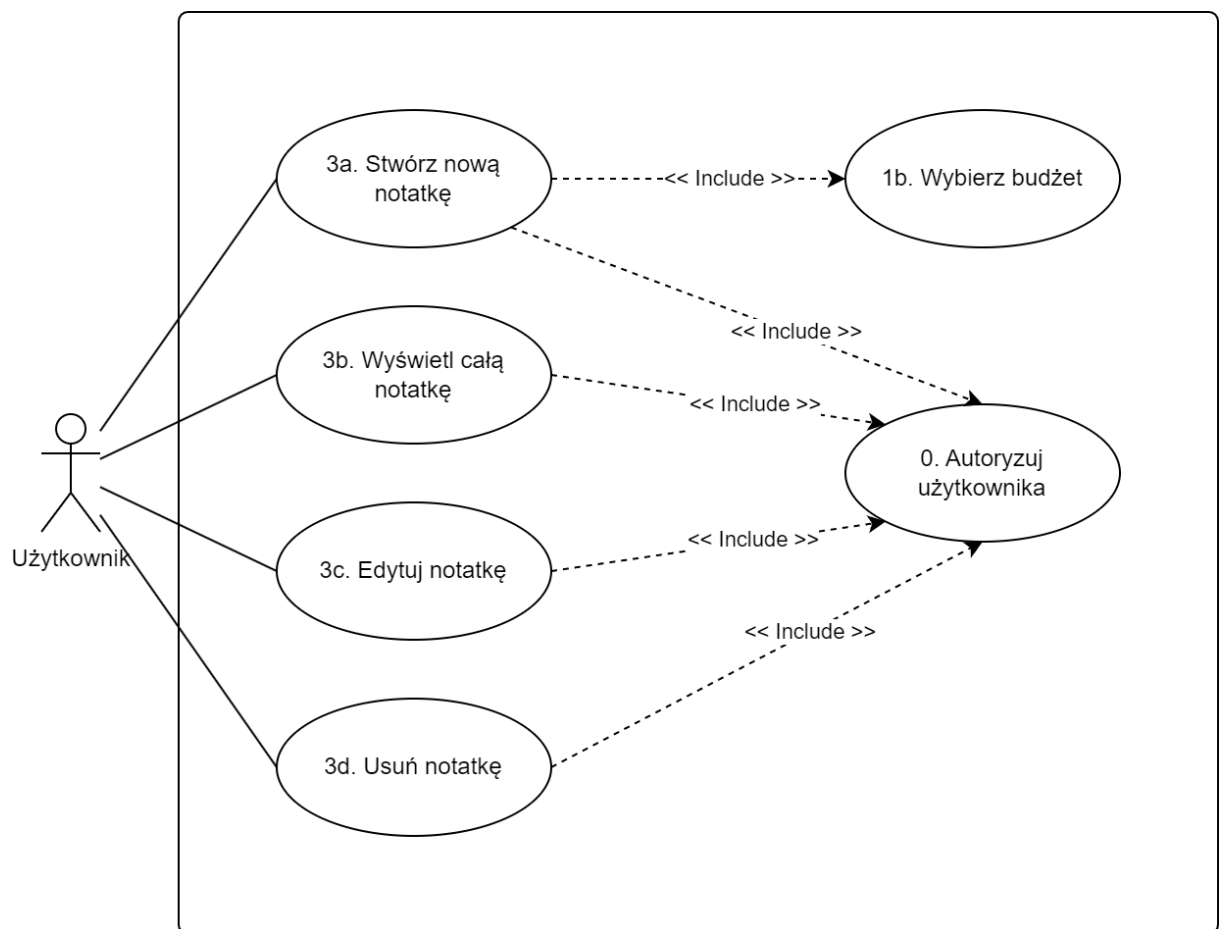 3a. Stwórz nową
notatkę
<< Include >>
1b. Wybierz budżet
<< Include >>
3b. Wyświetl całą
notatkę
<< Include >>
0. Autoryzuj
użytkownika
Użytkownik
3c. Edytuj notatkę
<< Include >>
<< Include >>
3d. Usuń notatkę